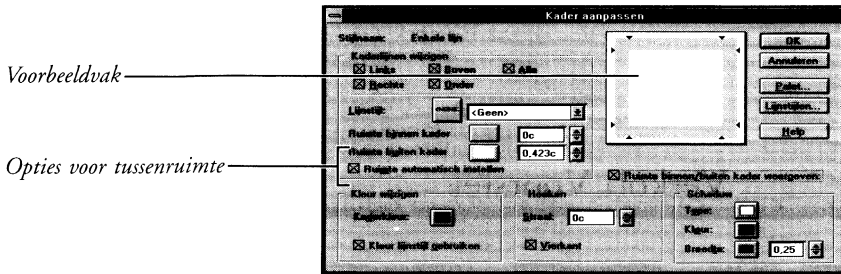 Kader aanpassen
Stijlnaam: Enkele lijn
Kaderlijnen wijzigen
Links Boven Alle
Rechts Onder
Lijnstijl: <Geen>
Ruimte binnen kader 0c
Ruimte buiten kader 0,423c
Ruimte automatisch instellen
OK
Annuleren
Palet...
Lijnstijlen...
Help
Ruimte binnen/buiten kader weergeven
Kleur wijzigen
Kaderkleur:
Kleur lijnstijl gebruiken
Hoeken
Straal: 0c
Vierkant
Schaduw
Type:
Kleur:
Breedte: 0,25
Voorbeeldvak
Opties voor tussenruimte